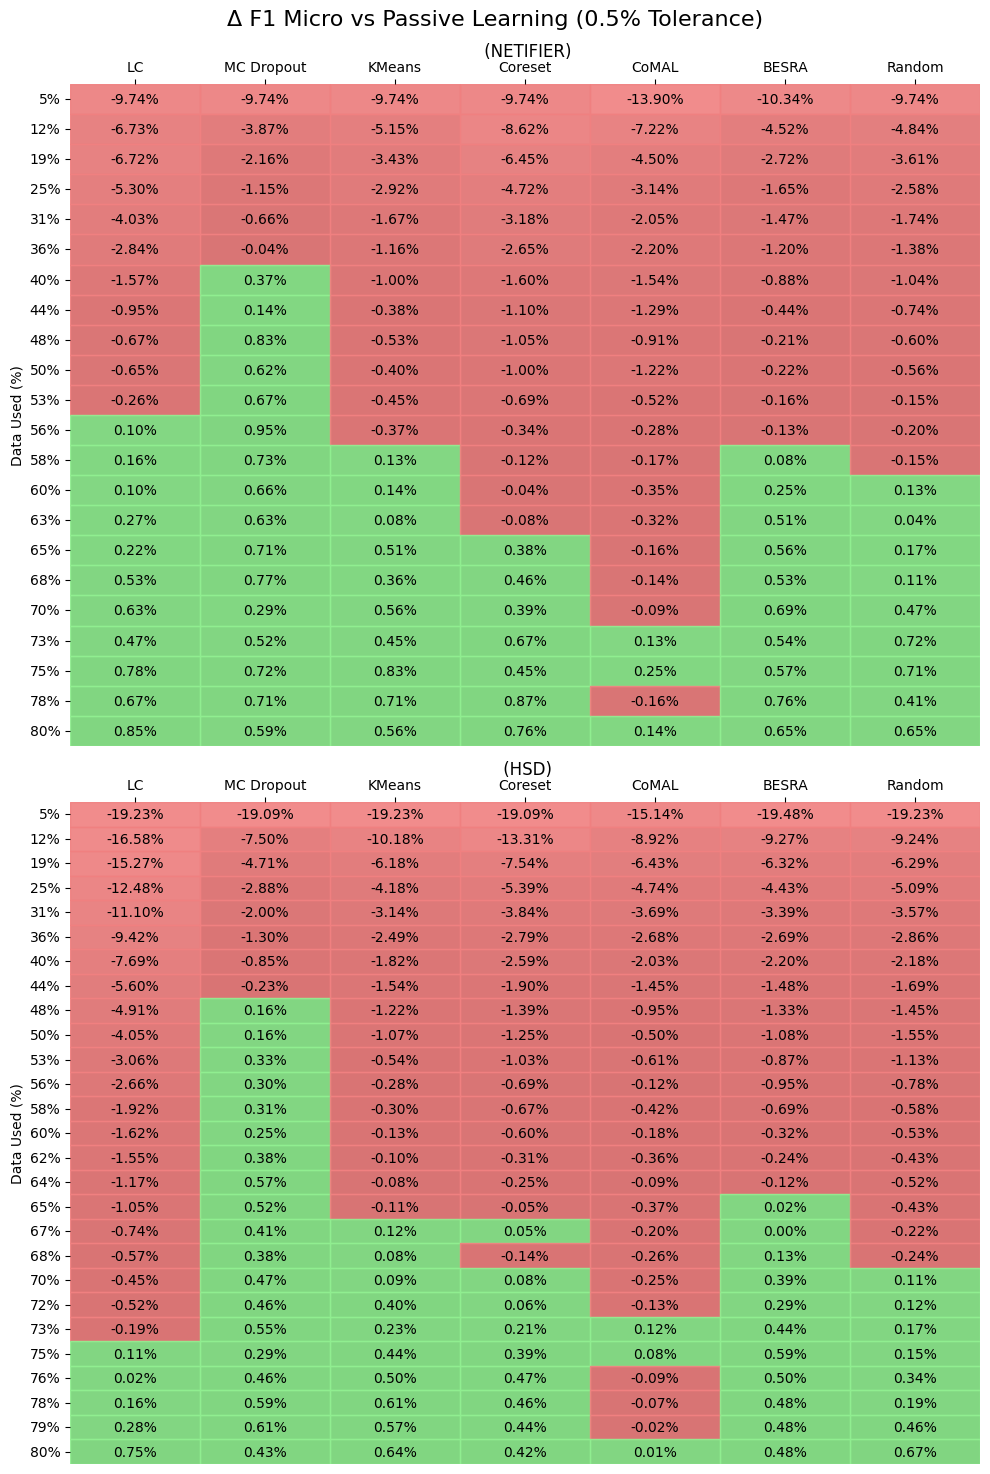 Δ F1 Micro vs Passive Learning (0.5% Tolerance)
(NETIFIER)
LC MC Dropout KMeans Coreset CoMAL BESRA Random
5% -9.74% -9.74% -9.74% -9.74% -13.90% -10.34% -9.74%
12% -6.73% -3.87% -5.15% -8.62% -7.22% -4.52% -4.84%
19% -6.72% -2.16% -3.43% -6.45% -4.50% -2.72% -3.61%
25% -5.30% -1.15% -2.92% -4.72% -3.14% -1.65% -2.58%
31% -4.03% -0.66% -1.67% -3.18% -2.05% -1.47% -1.74%
36% -2.84% -0.04% -1.16% -2.65% -2.20% -1.20% -1.38%
40% -1.57% 0.37% -1.00% -1.60% -1.54% -0.88% -1.04%
44% -0.95% 0.14% -0.38% -1.10% -1.29% -0.44% -0.74%
48% -0.67% 0.83% -0.53% -1.05% -0.91% -0.21% -0.60%
50% -0.65% 0.62% -0.40% -1.00% -1.22% -0.22% -0.56%
53% -0.26% 0.67% -0.45% -0.69% -0.52% -0.16% -0.15%
56% 0.10% 0.95% -0.37% -0.34% -0.28% -0.13% -0.20%
58% 0.16% 0.73% 0.13% -0.12% -0.17% 0.08% -0.15%
60% 0.10% 0.66% 0.14% -0.04% -0.35% 0.25% 0.13%
63% 0.27% 0.63% 0.08% -0.08% -0.32% 0.51% 0.04%
65% 0.22% 0.71% 0.51% 0.38% -0.16% 0.56% 0.17%
68% 0.53% 0.77% 0.36% 0.46% -0.14% 0.53% 0.11%
70% 0.63% 0.29% 0.56% 0.39% -0.09% 0.69% 0.47%
73% 0.47% 0.52% 0.45% 0.67% 0.13% 0.54% 0.72%
75% 0.78% 0.72% 0.83% 0.45% 0.25% 0.57% 0.71%
78% 0.67% 0.71% 0.71% 0.87% -0.16% 0.76% 0.41%
80% 0.85% 0.59% 0.56% 0.76% 0.14% 0.65% 0.65%
Data Used (%)
(HSD)
LC MC Dropout KMeans Coreset CoMAL BESRA Random
5% -19.23% -19.09% -19.23% -19.09% -15.14% -19.48% -19.23%
12% -16.58% -7.50% -10.18% -13.31% -8.92% -9.27% -9.24%
19% -15.27% -4.71% -6.18% -7.54% -6.43% -6.32% -6.29%
25% -12.48% -2.88% -4.18% -5.39% -4.74% -4.43% -5.09%
31% -11.10% -2.00% -3.14% -3.84% -3.69% -3.39% -3.57%
36% -9.42% -1.30% -2.49% -2.79% -2.68% -2.69% -2.86%
40% -7.69% -0.85% -1.82% -2.59% -2.03% -2.20% -2.18%
44% -5.60% -0.23% -1.54% -1.90% -1.45% -1.48% -1.69%
48% -4.91% 0.16% -1.22% -1.39% -0.95% -1.33% -1.45%
50% -4.05% 0.16% -1.07% -1.25% -0.50% -1.08% -1.55%
53% -3.06% 0.33% -0.54% -1.03% -0.61% -0.87% -1.13%
56% -2.66% 0.30% -0.28% -0.69% -0.12% -0.95% -0.78%
58% -1.92% 0.31% -0.30% -0.67% -0.42% -0.69% -0.58%
60% -1.62% 0.25% -0.13% -0.60% -0.18% -0.32% -0.53%
62% -1.55% 0.38% -0.10% -0.31% -0.36% -0.24% -0.43%
64% -1.17% 0.57% -0.08% -0.25% -0.09% -0.12% -0.52%
65% -1.05% 0.52% -0.11% -0.05% -0.37% 0.02% -0.43%
67% -0.74% 0.41% 0.12% 0.05% -0.20% 0.00% -0.22%
68% -0.57% 0.38% 0.08% -0.14% -0.26% 0.13% -0.24%
70% -0.45% 0.47% 0.09% 0.08% -0.25% 0.39% 0.11%
72% -0.52% 0.46% 0.40% 0.06% -0.13% 0.29% 0.12%
73% -0.19% 0.55% 0.23% 0.21% 0.12% 0.44% 0.17%
75% 0.11% 0.29% 0.44% 0.39% 0.08% 0.59% 0.15%
76% 0.02% 0.46% 0.50% 0.47% -0.09% 0.50% 0.34%
78% 0.16% 0.59% 0.61% 0.46% -0.07% 0.48% 0.19%
79% 0.28% 0.61% 0.57% 0.44% -0.02% 0.48% 0.46%
80% 0.75% 0.43% 0.64% 0.42% 0.01% 0.48% 0.67%
Data Used (%)